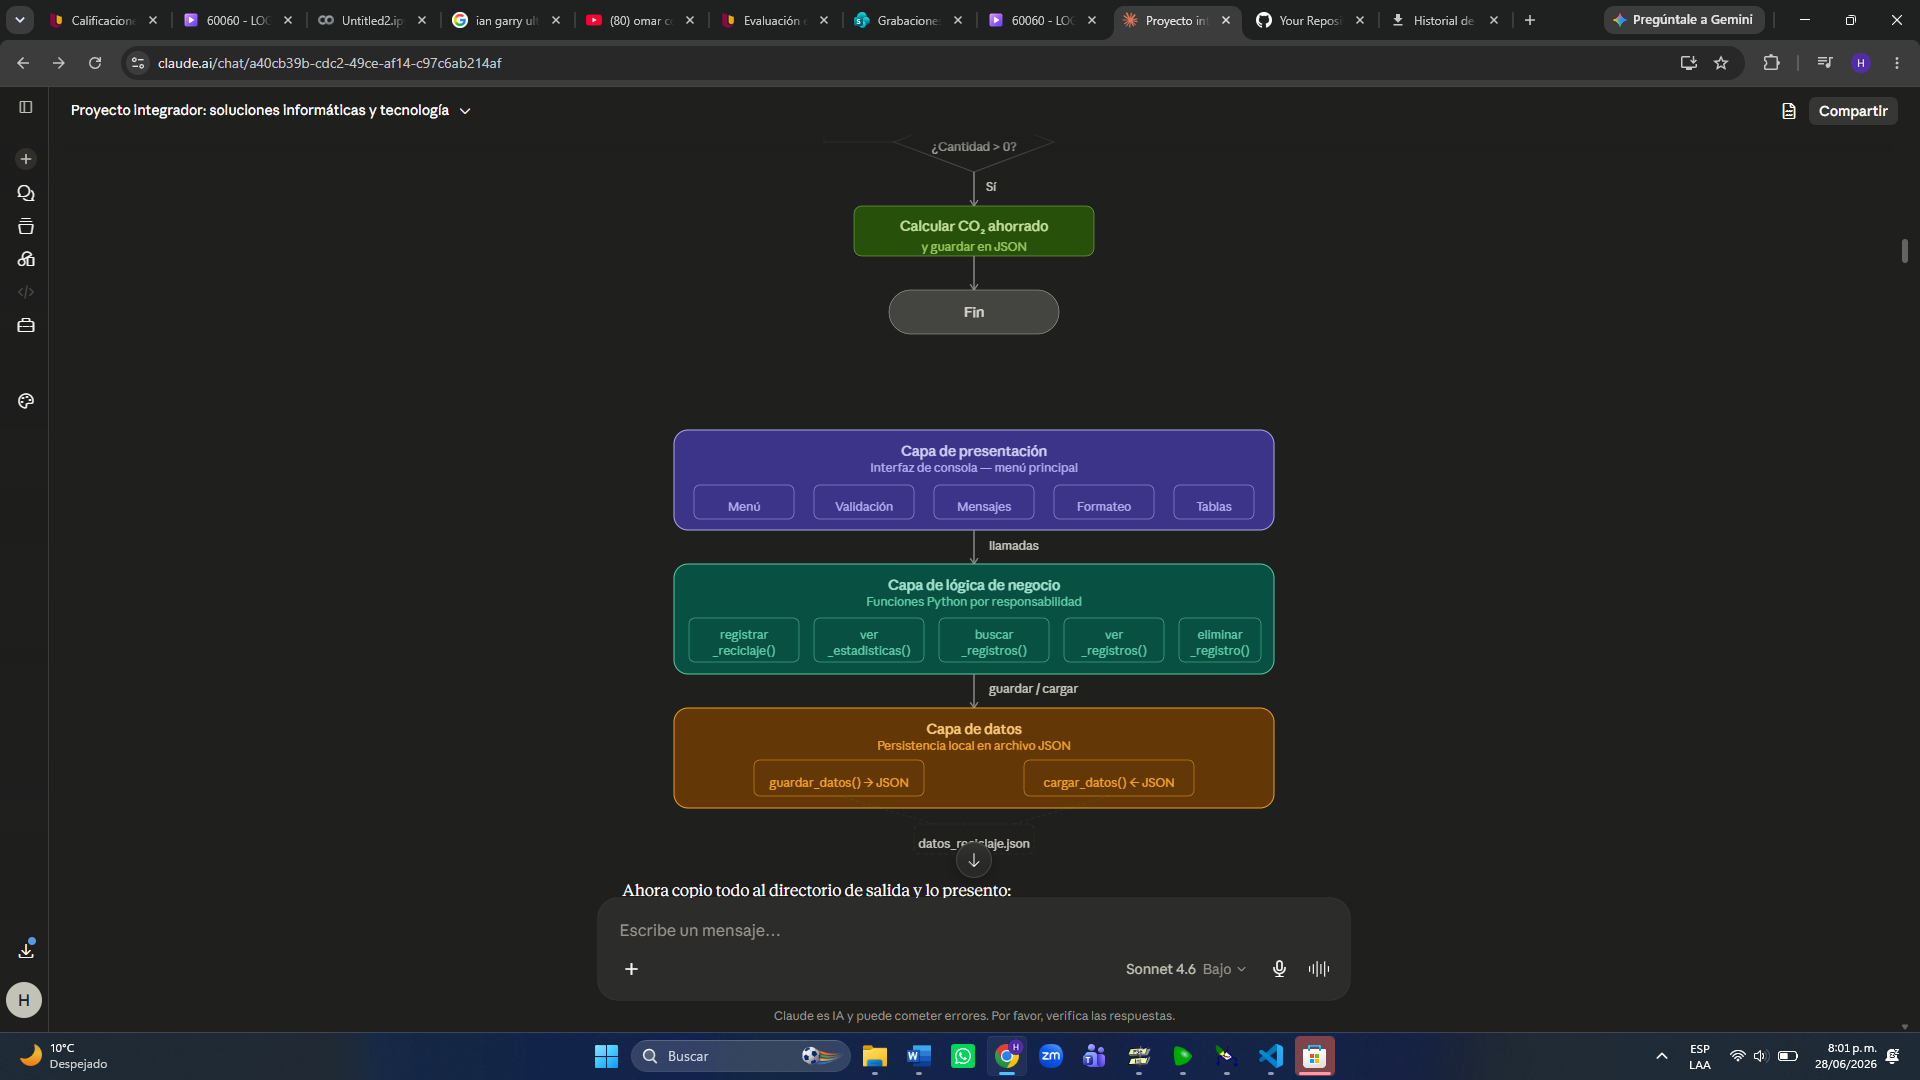 Calificacione
60060 - LOG
Untitled2.ip
ian garry ult
(80) omar c
Evaluación
Grabacione
60060 - LOG
Proyecto in
Your Reposi
Historial de
Pregúntale a Gemini
claude.ai/chat/a40cb39b-cdc2-49ce-af14-c97c6ab214af
H
Proyecto integrador: soluciones informáticas y tecnología
Compartir
¿Cantidad > 0?
Sí
Calcular CO₂ ahorrado
y guardar en JSON
Fin
Capa de presentación
Interfaz de consola — menú principal
Menú
Validación
Mensajes
Formateo
Tablas
llamadas
Capa de lógica de negocio
Funciones Python por responsabilidad
registrar
_reciclaje()
ver
_estadisticas()
buscar
_registros()
ver
_registros()
eliminar
_registro()
guardar / cargar
Capa de datos
Persistencia local en archivo JSON
guardar_datos() → JSON
cargar_datos() ← JSON
datos_reciclaje.json
Ahora copio todo al directorio de salida y lo presento:
Escribe un mensaje...
Sonnet 4.6 Bajo
Claude es IA y puede cometer errores. Por favor, verifica las respuestas.
H
10°C
Despejado
Buscar
H
zm
ESP
LAA
8:01 p. m.
28/06/2026